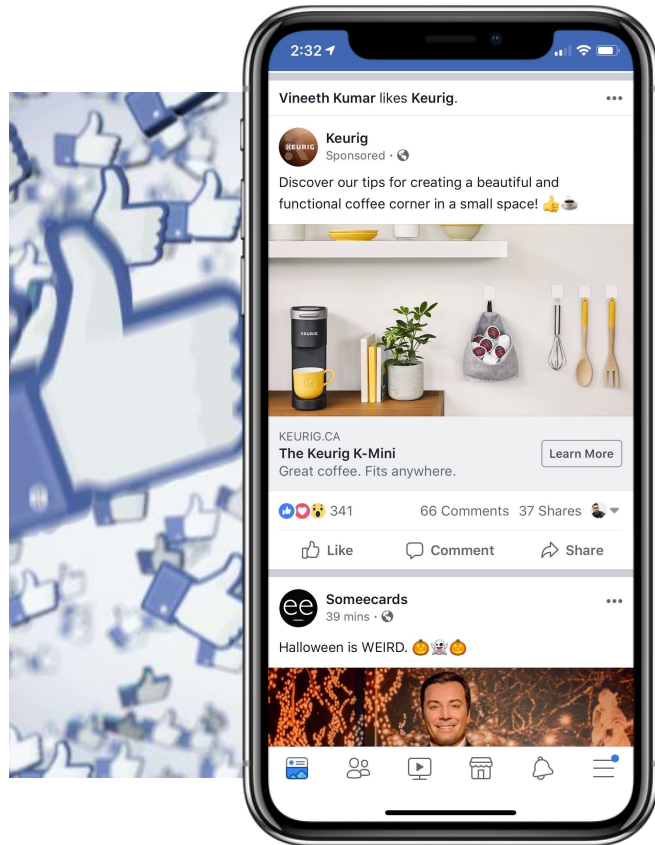 2:32
Vineeth Kumar likes Keurig.
KEURIG
Keurig
Sponsored ·
Discover our tips for creating a beautiful and
functional coffee corner in a small space! 👍☕
KEURIG
KEURIG.CA
The Keurig K-Mini
Great coffee. Fits anywhere.
Learn More
341
66 Comments 37 Shares
Like Comment Share
ee
Someecards
39 mins ·
Halloween is WEIRD. 🎃👻🎃